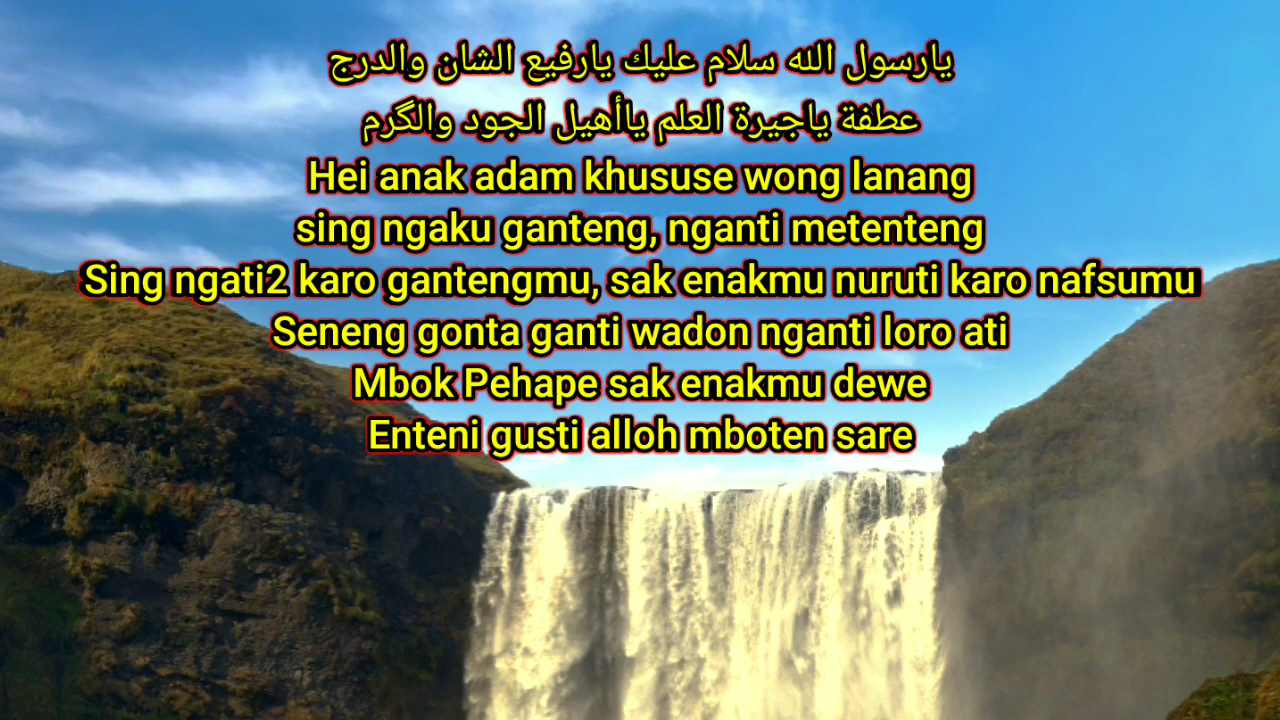 يارسول الله سلام عليك يارفيع الشان والدرج
عطفة ياجيرة العلم ياأهيل الجود والگرم
Hei anak adam khususe wong lanang
sing ngaku ganteng, nganti metenteng
Sing ngati2 karo gantengmu, sak enakmu nuruti karo nafsumu
Seneng gonta ganti wadon nganti loro ati
Mbok Pehape sak enakmu dewe
Enteni gusti alloh mboten sare